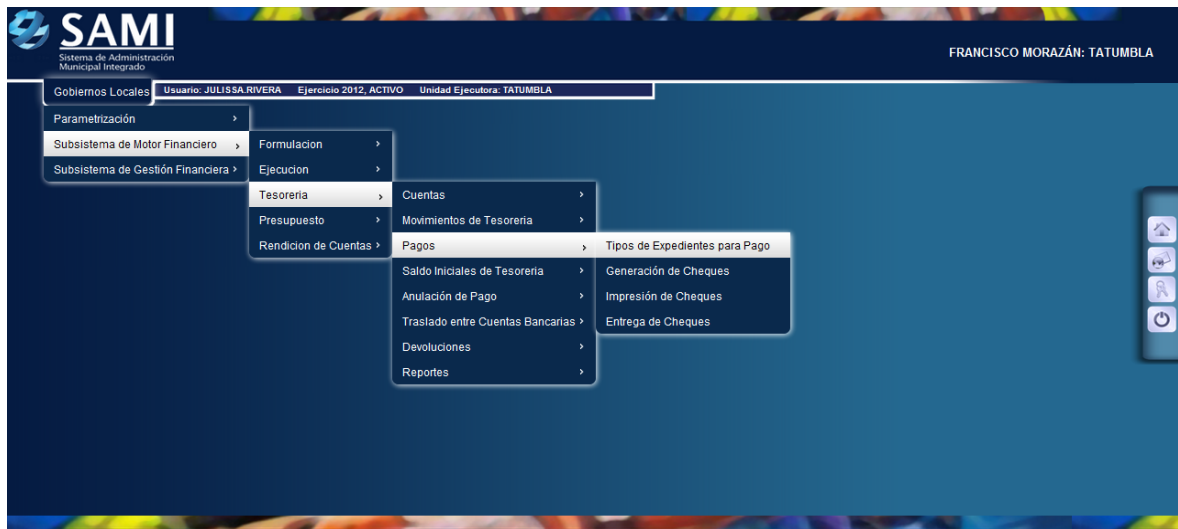 SAMI
Sistema de Administración
Municipal Integrado
FRANCISCO MORAZÁN: TATUMBLA
Gobiernos Locales
Usuario: JULISSA.RIVERA Ejercicio 2012, ACTIVO Unidad Ejecutora: TATUMBLA
Parametrización
Subsistema de Motor Financiero
Subsistema de Gestión Financiera
Formulacion
Ejecucion
Tesoreria
Presupuesto
Rendicion de Cuentas
Cuentas
Movimientos de Tesoreria
Pagos
Saldo Iniciales de Tesoreria
Anulación de Pago
Traslado entre Cuentas Bancarias
Devoluciones
Reportes
Tipos de Expedientes para Pago
Generación de Cheques
Impresión de Cheques
Entrega de Cheques